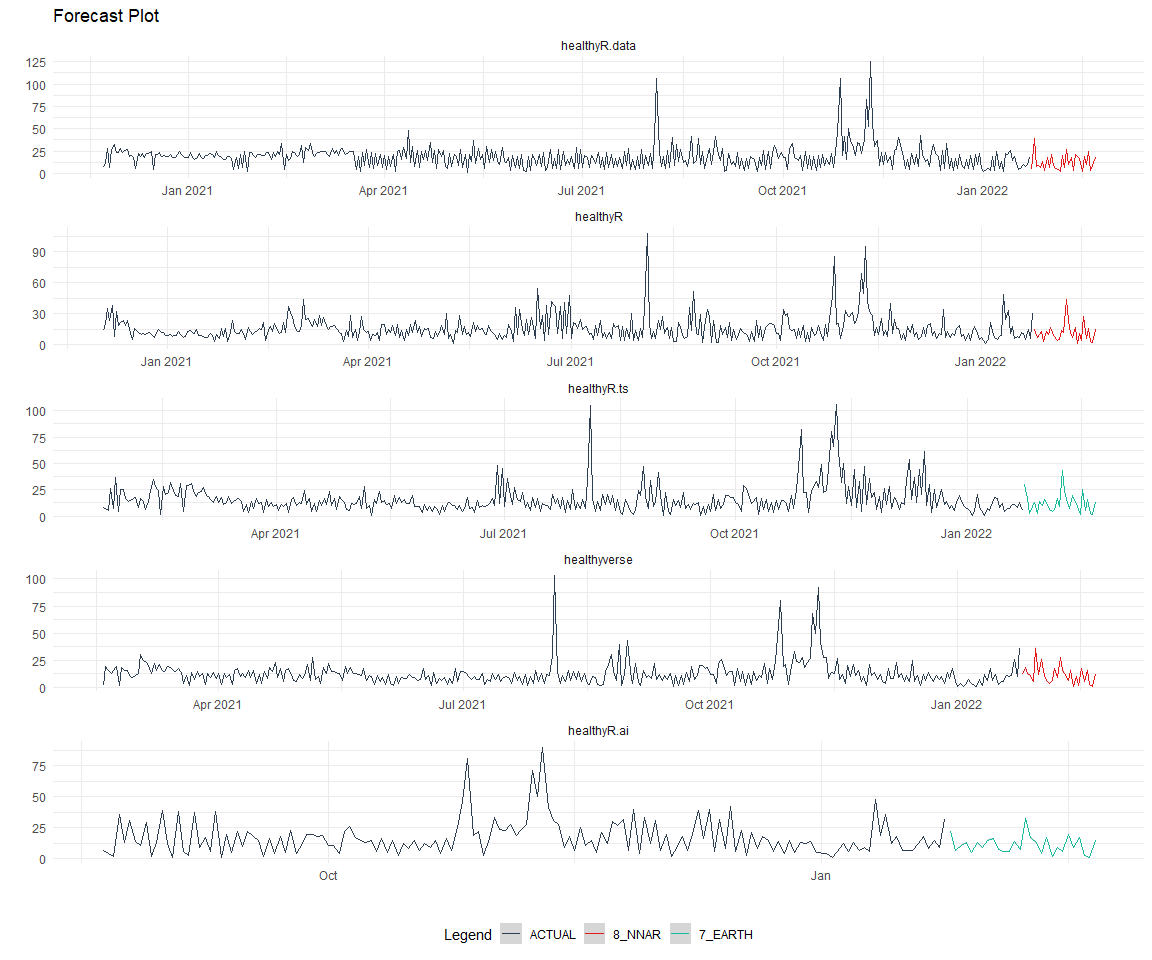 Forecast Plot
healthyR.data
125
100
75
50
25
0
Jan 2021 Apr 2021 Jul 2021 Oct 2021 Jan 2022
healthyR
90
60
30
0
Jan 2021 Apr 2021 Jul 2021 Oct 2021 Jan 2022
healthyR.ts
100
75
50
25
0
Apr 2021 Jul 2021 Oct 2021 Jan 2022
healthyverse
100
75
50
25
0
Apr 2021 Jul 2021 Oct 2021 Jan 2022
healthyR.ai
75
50
25
0
Oct Jan
Legend ACTUAL 8_NNAR 7_EARTH